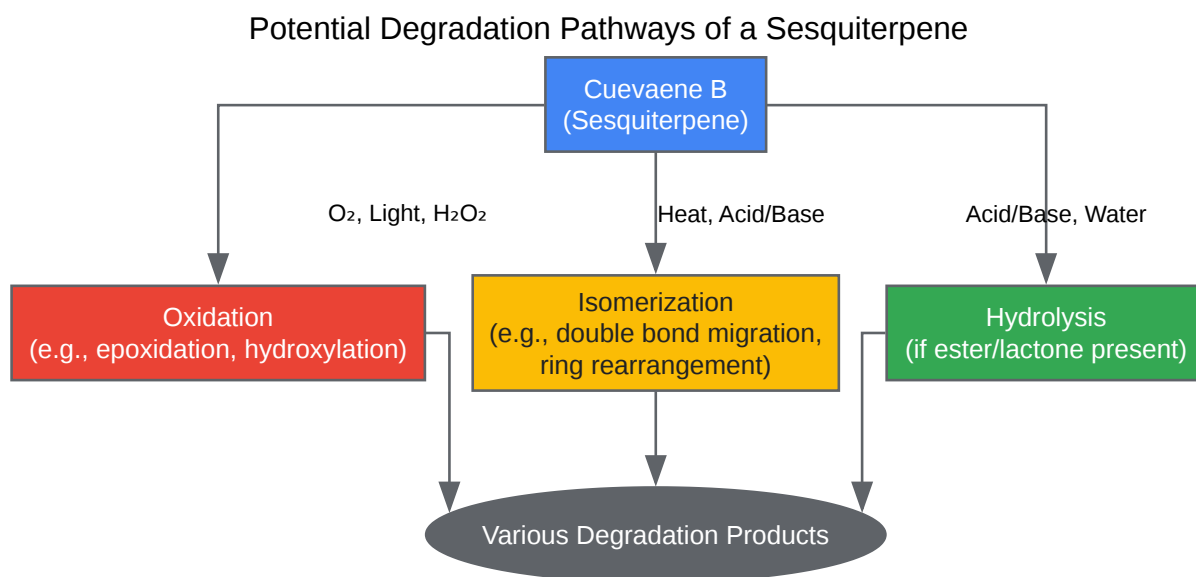 Potential Degradation Pathways of a Sesquiterpene
Cuevaene B
(Sesquiterpene)
O₂, Light, H₂O₂
Heat, Acid/Base
Acid/Base, Water
Oxidation
(e.g., epoxidation, hydroxylation)
Isomerization
(e.g., double bond migration,
ring rearrangement)
Hydrolysis
(if ester/lactone present)
Various Degradation Products